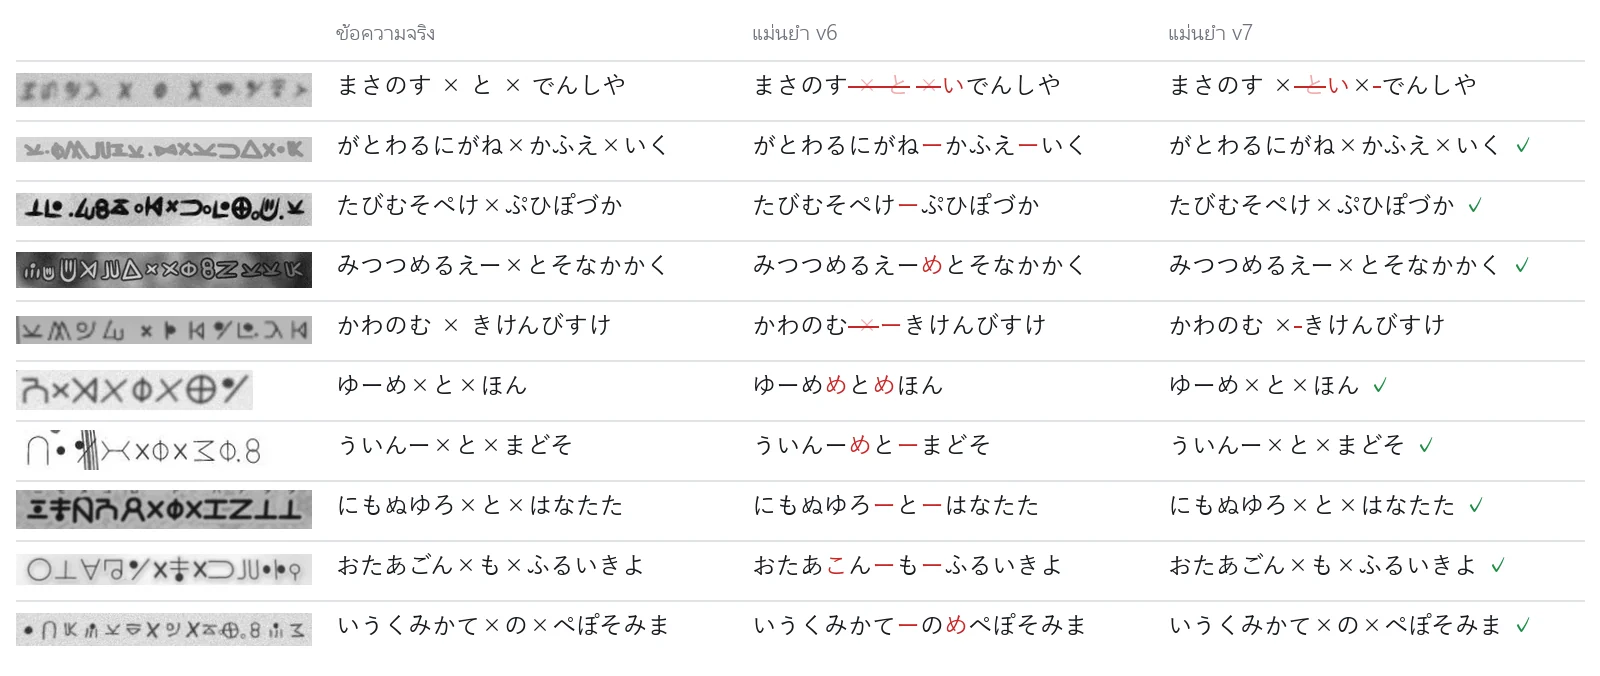 ข้อความจริง แม่นยำ v6 แม่นยำ v7
まさのす × と × でんしや まさのす × と ×いでんしや まさのす ×とい×-でんしや
がとわるにがね×かふえ×いく がとわるにがねーかふえーいく がとわるにがね×かふえ×いく ✓
たびむそぺけ×ぷひぽづか たびむそぺけーぷひぽづか たびむそぺけ×ぷひぽづか ✓
みつつめるえー×とそなかかく みつつめるえーめとそなかかく みつつめるえー×とそなかかく ✓
かわのむ × きけんびすけ かわのむ × ーきけんびすけ かわのむ ×-きけんびすけ
ゆーめ×と×ほん ゆーめめとめほん ゆーめ×と×ほん ✓
ういんー×と×まどそ ういんーめとーまどそ ういんー×と×まどそ ✓
にもぬゆろ×と×はなたた にもぬゆろーとーはなたた にもぬゆろ×と×はなたた ✓
おたあごん×も×ふるいきよ おたあこんーもーふるいきよ おたあごん×も×ふるいきよ ✓
いうくみかて×の×ぺぽそみま いうくみかてーのめぺぽそみま いうくみかて×の×ぺぽそみま ✓